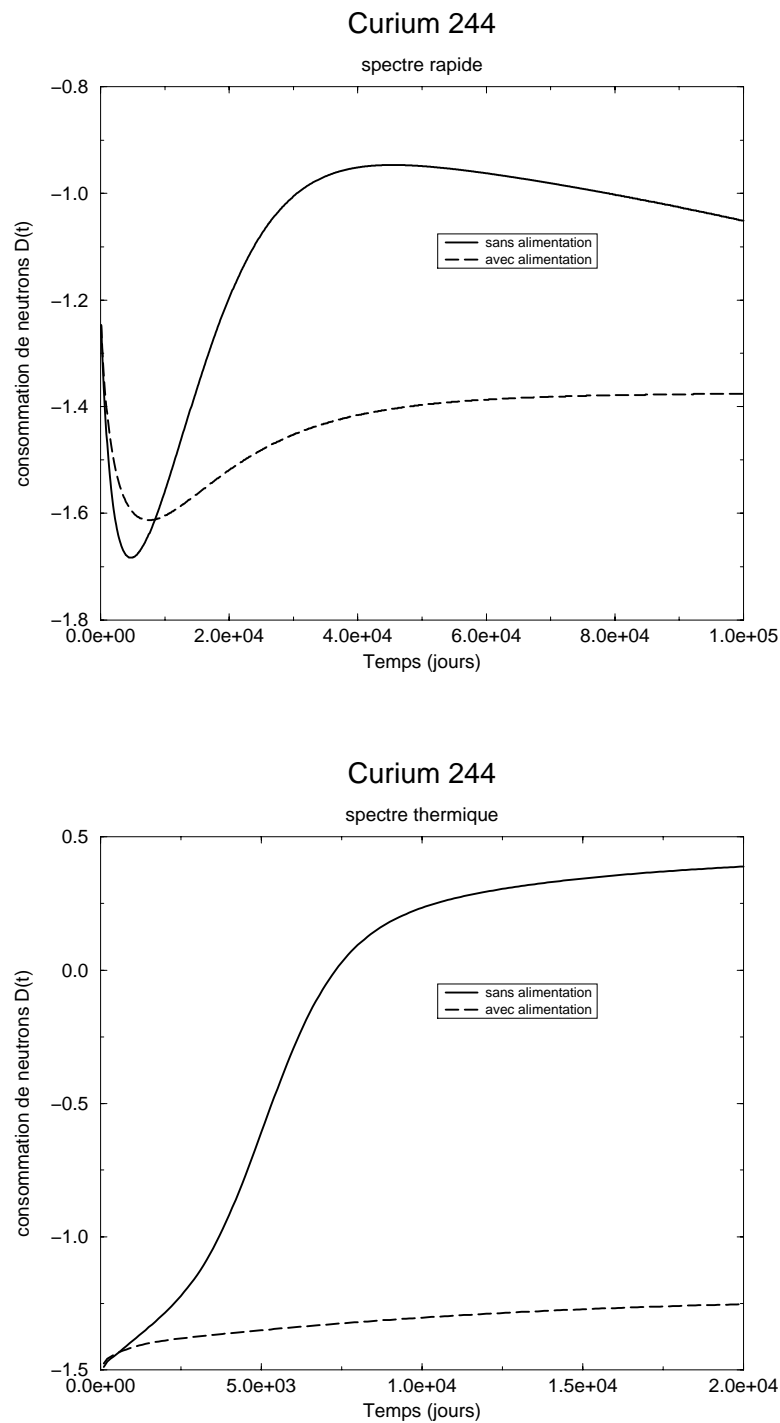 Curium 244
spectre rapide
−0.8
−1.0
−1.2
−1.4
−1.6
−1.8
consommation de neutrons D(t)
sans alimentation
avec alimentation
0.0e+00 2.0e+04 4.0e+04 6.0e+04 8.0e+04 1.0e+05
Temps (jours)
Curium 244
spectre thermique
0.5
0.0
−0.5
−1.0
−1.5
consommation de neutrons D(t)
sans alimentation
avec alimentation
0.0e+00 5.0e+03 1.0e+04 1.5e+04 2.0e+04
Temps (jours)